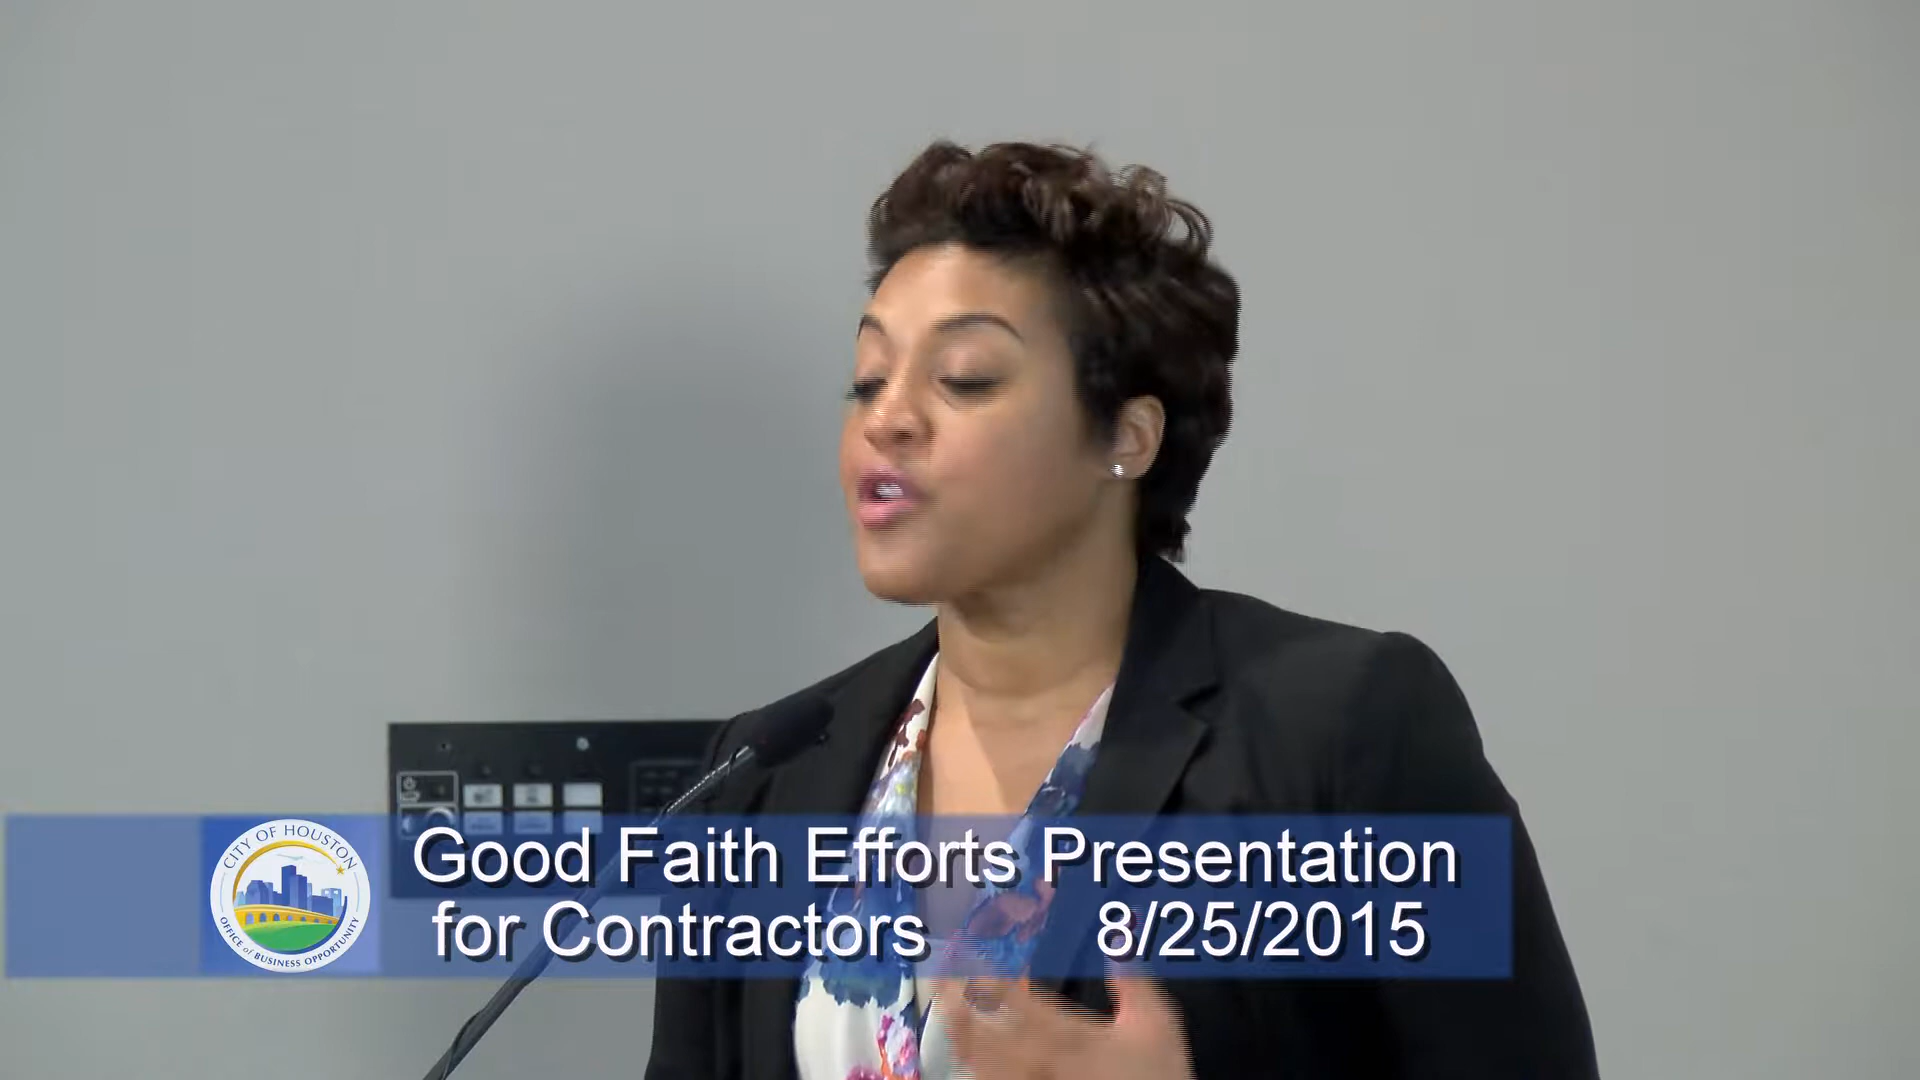 Good Faith Efforts Presentation
for Contractors 8/25/2015
CITY OF HOUSTON
OFFICE of BUSINESS OPPORTUNITY